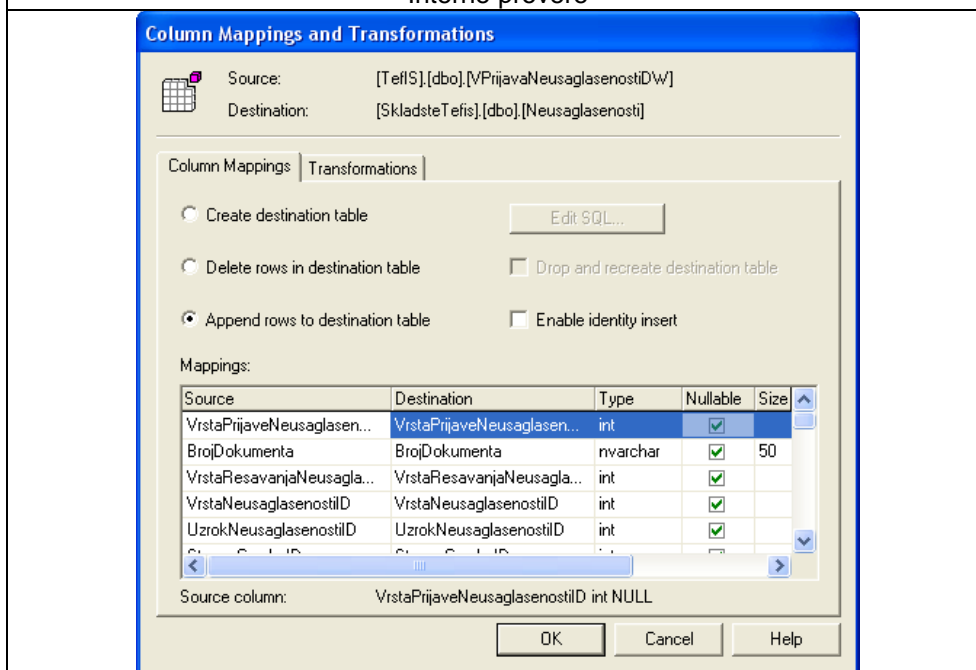 Interne provere
Column Mappings and Transformations
Source: [TefIS].[dbo].[VPrijavaNeusaglasenostiDW]
Destination: [SkladsteTefis].[dbo].[Neusaglasenosti]
Column Mappings Transformations
Create destination table Edit SQL...
Delete rows in destination table Drop and recreate destination table
Append rows to destination table Enable identity insert
Mappings:
Source Destination Type Nullable Size
VrstaPrijaveNeusaglasen... VrstaPrijaveNeusaglasen... int
BrojDokumenta BrojDokumenta nvarchar 50
VrstaResavanjaNeusagla... VrstaResavanjaNeusagla... int
VrstaNeusaglasenostiID VrstaNeusaglasenostiID int
UzrokNeusaglasenostiID UzrokNeusaglasenostiID int
Source column: VrstaPrijaveNeusaglasenostiID int NULL
OK Cancel Help